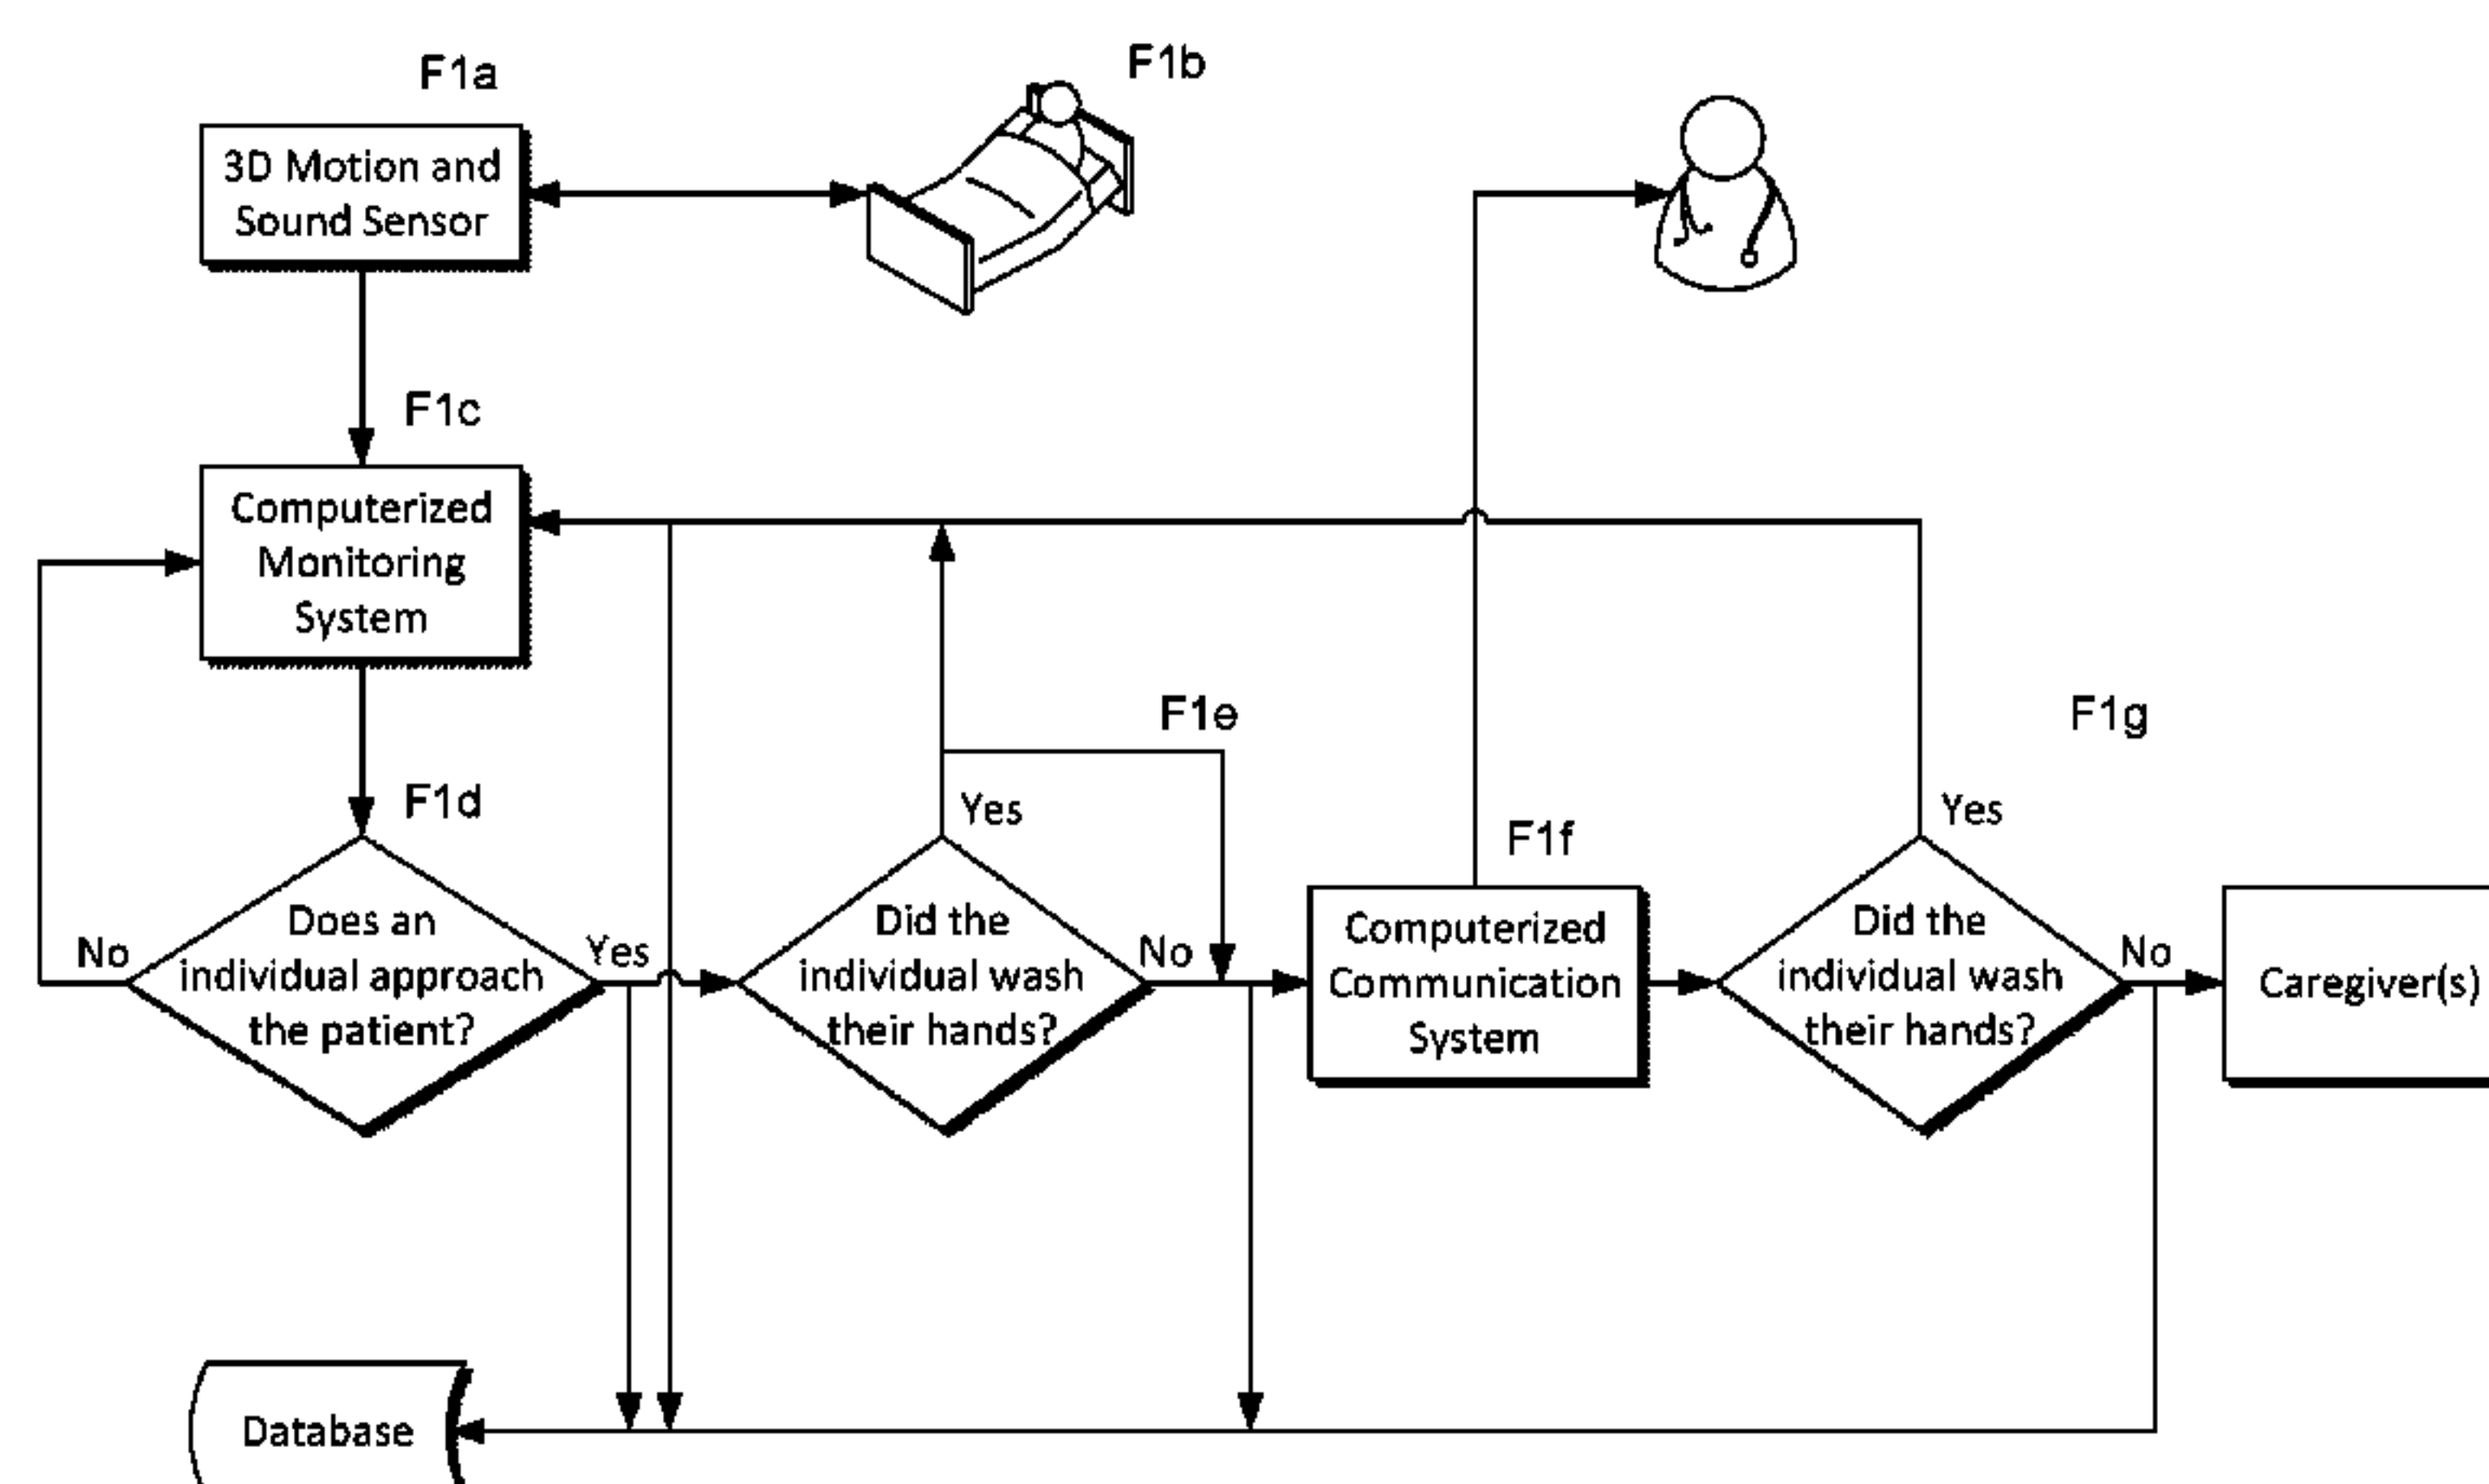 F1a
F1b
3D Motion and
Sound Sensor
F1c
Computerized
Monitoring
System
F1e
F1g
F1d
Yes
Yes
F1f
No
Does an
individual approach
the patient?
Yes
Did the
individual wash
their hands?
No
Computerized
Communication
System
Did the
individual wash
their hands?
No
Caregiver(s)
Database